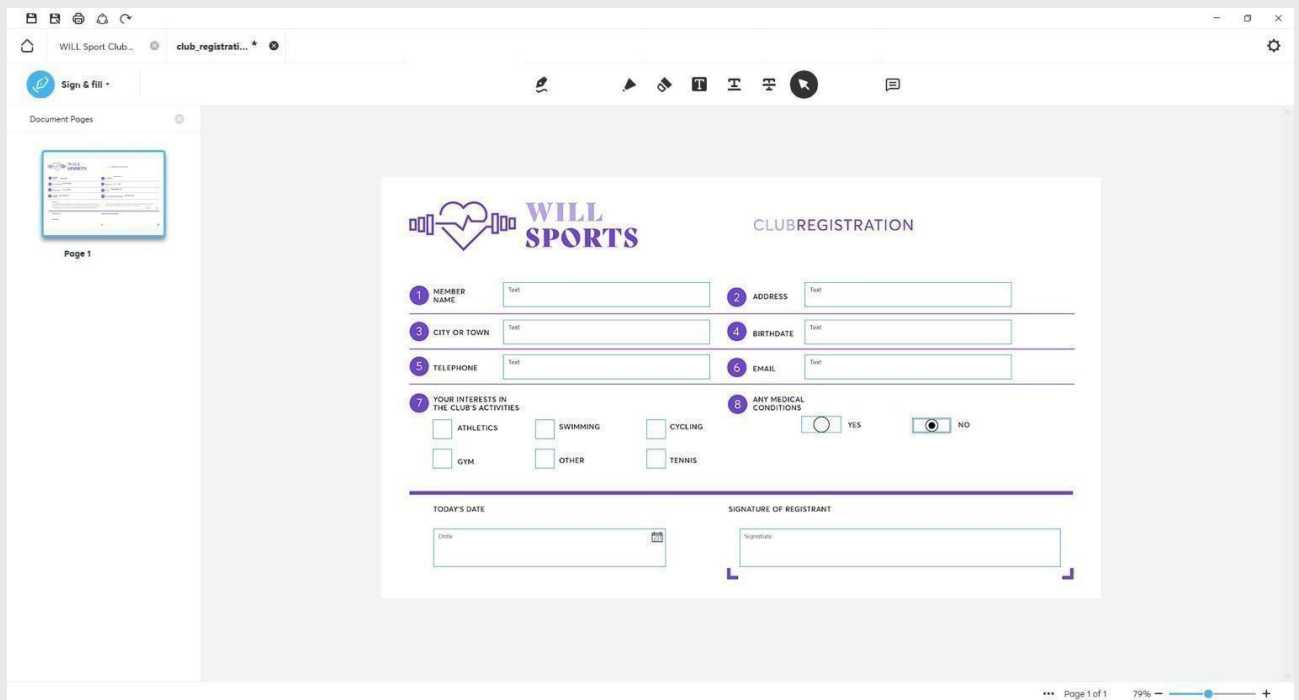 WILL Sport Club...
club_registrati... *
Sign & fill
Document Pages
Page 1
WILL
SPORTS
CLUBREGISTRATION
1 MEMBER
NAME
Text
2 ADDRESS
Text
3 CITY OR TOWN
Text
4 BIRTHDATE
Text
5 TELEPHONE
Text
6 EMAIL
Text
7 YOUR INTERESTS IN
THE CLUB'S ACTIVITIES
ATHLETICS
SWIMMING
CYCLING
GYM
OTHER
TENNIS
8 ANY MEDICAL
CONDITIONS
YES
NO
TODAY'S DATE
Date
SIGNATURE OF REGISTRANT
Signature
Page 1 of 1
79%